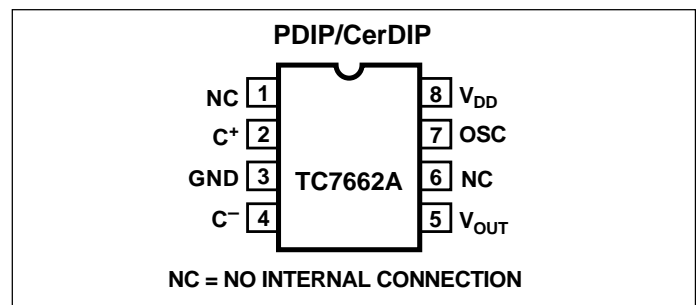 PDIP/CerDIP
NC 1 8 VDD
C+ 2 7 OSC
GND 3 TC7662A 6 NC
C– 4 5 VOUT
NC = NO INTERNAL CONNECTION